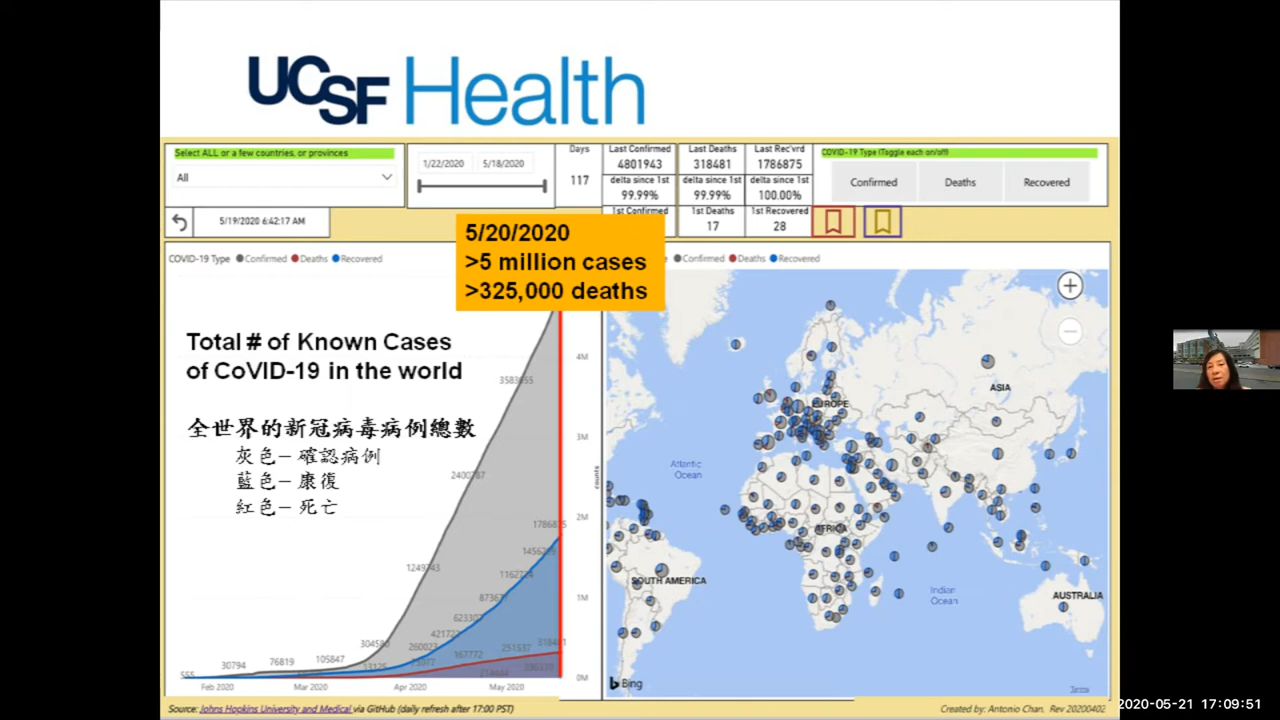 UCSF Health
Select ALL or a few countries, or provinces
All
1/22/2020 5/18/2020
Days
117
Last Confirmed
4801943
delta since 1st
99.99%
1st Confirmed
Last Deaths
318481
delta since 1st
99.99%
1st Deaths
17
Last Rec'vrd
1786875
delta since 1st
100.00%
1st Recovered
28
COVID-19 Type (Toggle each on/off)
Confirmed Deaths Recovered
5/19/2020 6:42:17 AM
5/20/2020
>5 million cases
>325,000 deaths
COVID-19 Type Confirmed Deaths Recovered
Confirmed Deaths Recovered
Total # of Known Cases
of CoVID-19 in the world
全世界的新冠病毒病例總數
灰色– 確認病例
藍色– 康復
紅色– 死亡
4M
3M
2M
1M
0M
counts
2400787
1249743
1162724
421722
260022
167772
251537
105847
76819
30794
555
Feb 2020 Mar 2020 Apr 2020 May 2020
ASIA
EUROPE
Atlantic
Ocean
AFRICA
SOUTH AMERICA
Indian
Ocean
AUSTRALIA
Bing
Terms
Source: Johns Hopkins University and Medical via GitHub (daily refresh after 17:00 PST)
Created by: Antonio Chan. Rev 20200402
2020-05-21 17:09:51